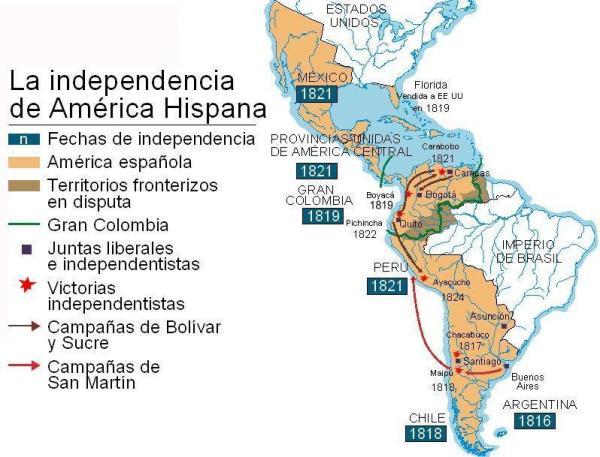 La independencia
de América Hispana
n Fechas de independencia
América española
Territorios fronterizos
en disputa
Gran Colombia
Juntas liberales
e independentistas
Victorias
independentistas
Campañas de Bolívar
y Sucre
Campañas de
San Martín
ESTADOS
UNIDOS
MÉXICO
1821
Florida
Vendida a EE UU
en 1819
PROVINCIAS UNIDAS
DE AMÉRICA CENTRAL
1821
Carabobo
1821
Caracas
GRAN
COLOMBIA
1819
Boyacá
1819
Bogotá
Pichincha
1822
Quito
IMPERIO
DE BRASIL
PERÚ
1821
Ayacucho
1824
Asunción
Chacabuco
1817
Santiago
Maipú
1818
Buenos
Aires
CHILE
1818
ARGENTINA
1816